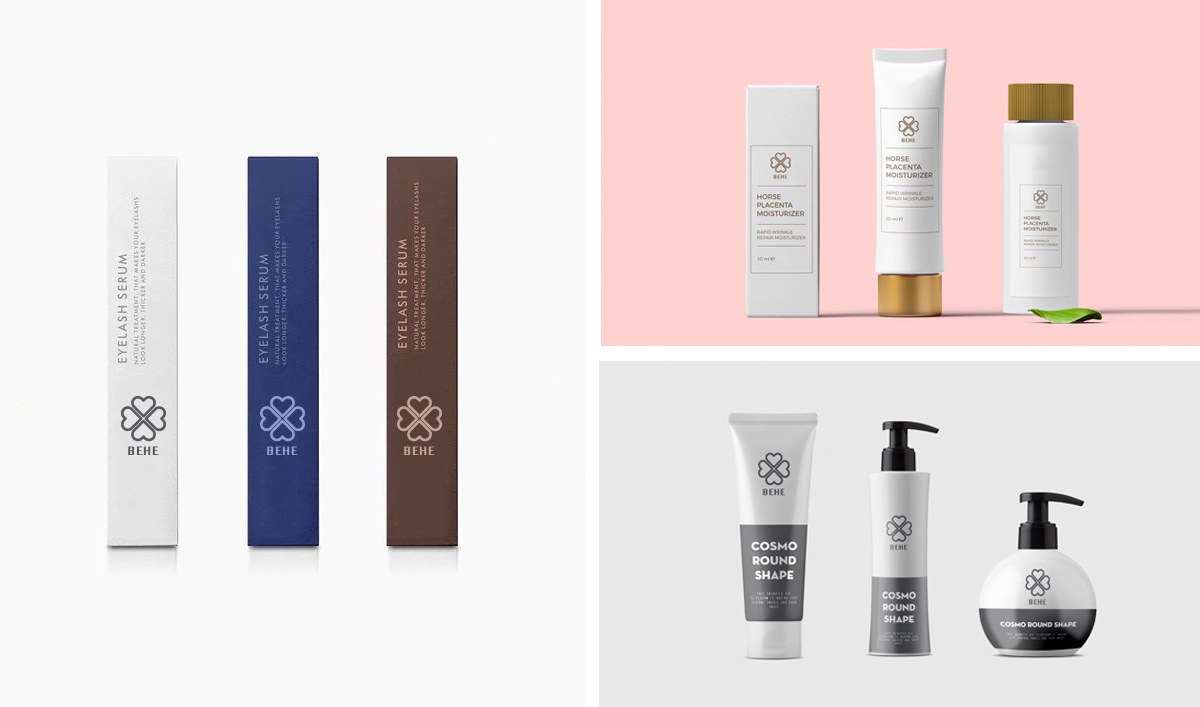 EYELASH SERUM
NATURAL TREATMENT, THAT MAKES YOUR EYELASHS
LOOK LONGER, THICKER AND DARKER
BEHE
EYELASH SERUM
NATURAL TREATMENT, THAT MAKES YOUR EYELASHS
LOOK LONGER, THICKER AND DARKER
BEHE
EYELASH SERUM
NATURAL TREATMENT, THAT MAKES YOUR EYELASHS
LOOK LONGER, THICKER AND DARKER
BEHE
BEHE
HORSE
PLACENTA
MOISTURIZER
RAPID WRINKLE
REPAIR MOISTURIZER
30 ml℮
BEHE
HORSE
PLACENTA
MOISTURIZER
RAPID WRINKLE
REPAIR MOISTURIZER
30 ml℮
BEHE
HORSE
PLACENTA
MOISTURIZER
RAPID WRINKLE
REPAIR MOISTURIZER
30 ml℮
BEHE
COSMO
ROUND
SHAPE
BEHE
COSMO
ROUND
SHAPE
BEHE
COSMO ROUND SHAPE